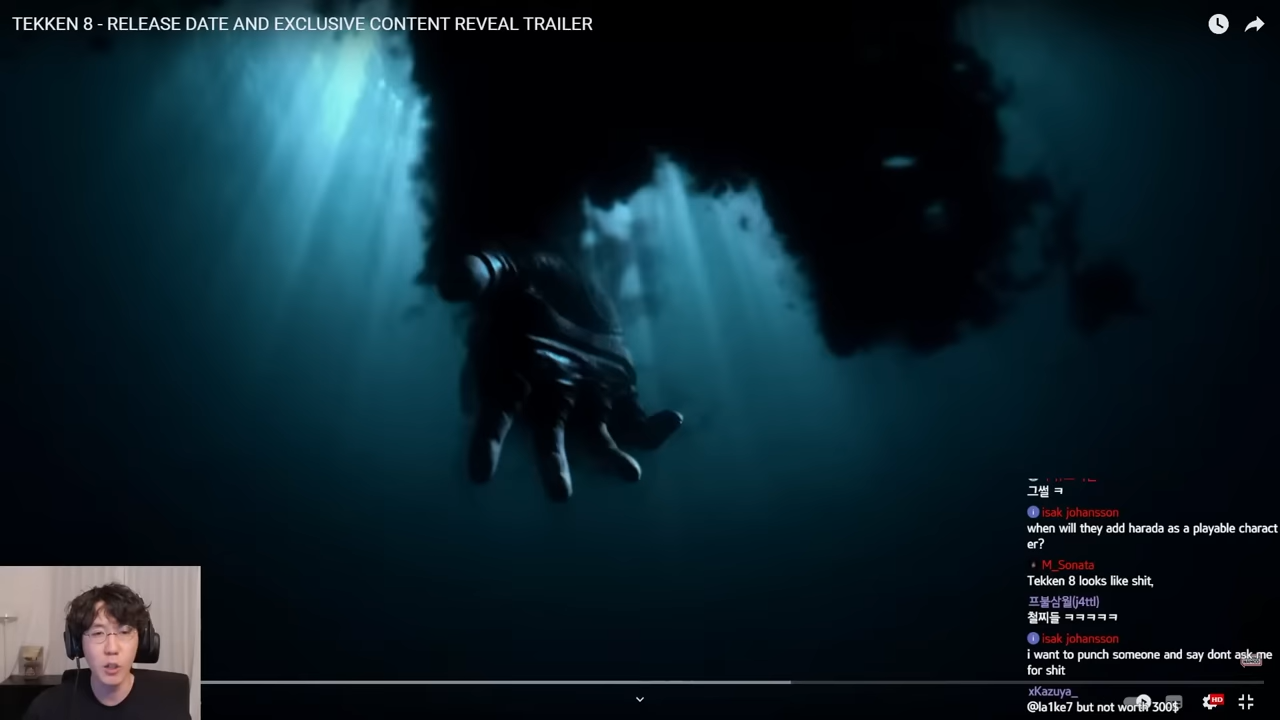 TEKKEN 8 - RELEASE DATE AND EXCLUSIVE CONTENT REVEAL TRAILER
그썰 ㅋ
isak johansson
when will they add harada as a playable charact
er?
M_Sonata
Tekken 8 looks like shit,
프불삼월(j4ttl)
철찌들 ㅋㅋㅋㅋㅋ
isak johansson
i want to punch someone and say dont ask me
for shit
xKazuya_
@la1ke7 but not worth 300$
HD